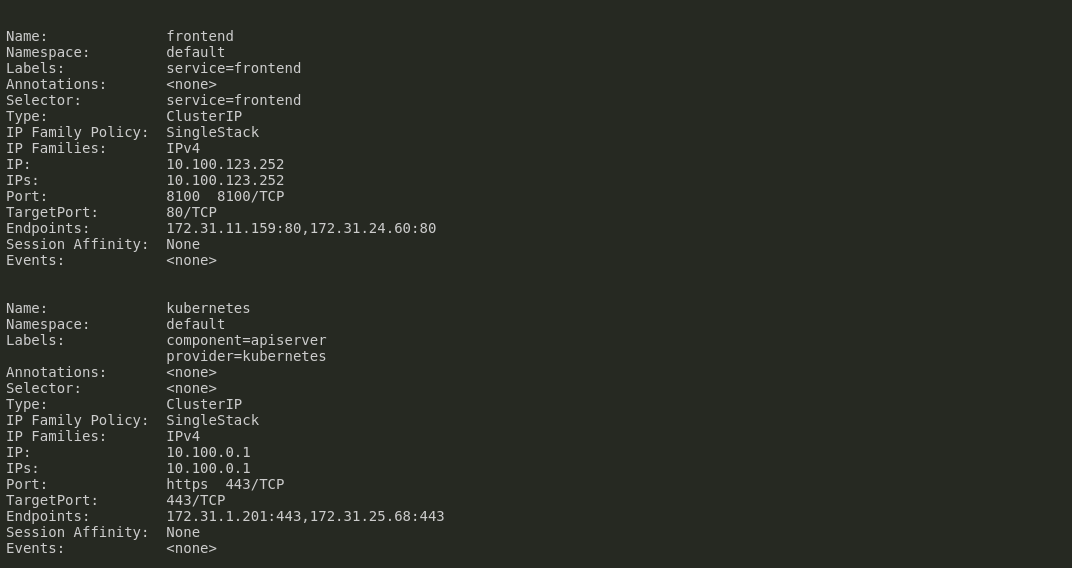 Name:              frontend
Namespace:         default
Labels:            service=frontend
Annotations:       <none>
Selector:          service=frontend
Type:              ClusterIP
IP Family Policy:  SingleStack
IP Families:       IPv4
IP:                10.100.123.252
IPs:               10.100.123.252
Port:              8100  8100/TCP
TargetPort:        80/TCP
Endpoints:         172.31.11.159:80,172.31.24.60:80
Session Affinity:  None
Events:            <none>
Name:              kubernetes
Namespace:         default
Labels:            component=apiserver
                   provider=kubernetes
Annotations:       <none>
Selector:          <none>
Type:              ClusterIP
IP Family Policy:  SingleStack
IP Families:       IPv4
IP:                10.100.0.1
IPs:               10.100.0.1
Port:              https  443/TCP
TargetPort:        443/TCP
Endpoints:         172.31.1.201:443,172.31.25.68:443
Session Affinity:  None
Events:            <none>